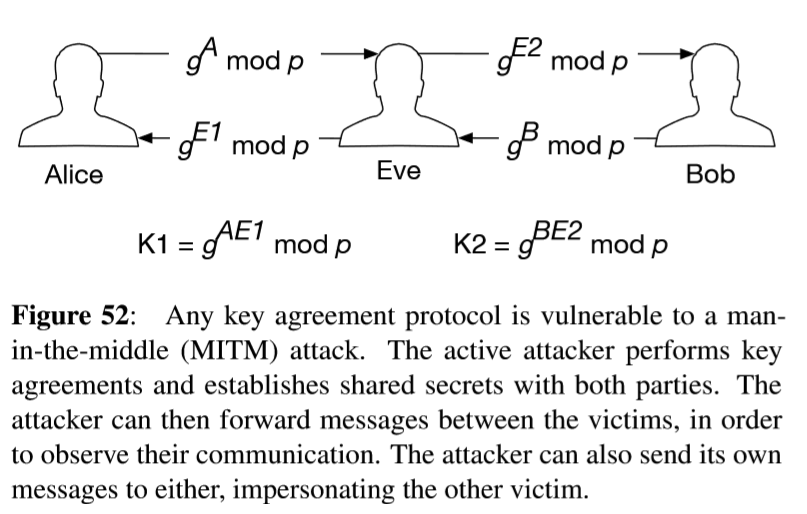 g^A mod p g^E2 mod p
g^E1 mod p g^B mod p
Alice Eve Bob
K1 = g^AE1 mod p K2 = g^BE2 mod p
Figure 52: Any key agreement protocol is vulnerable to a man-
in-the-middle (MITM) attack. The active attacker performs key
agreements and establishes shared secrets with both parties. The
attacker can then forward messages between the victims, in order
to observe their communication. The attacker can also send its own
messages to either, impersonating the other victim.